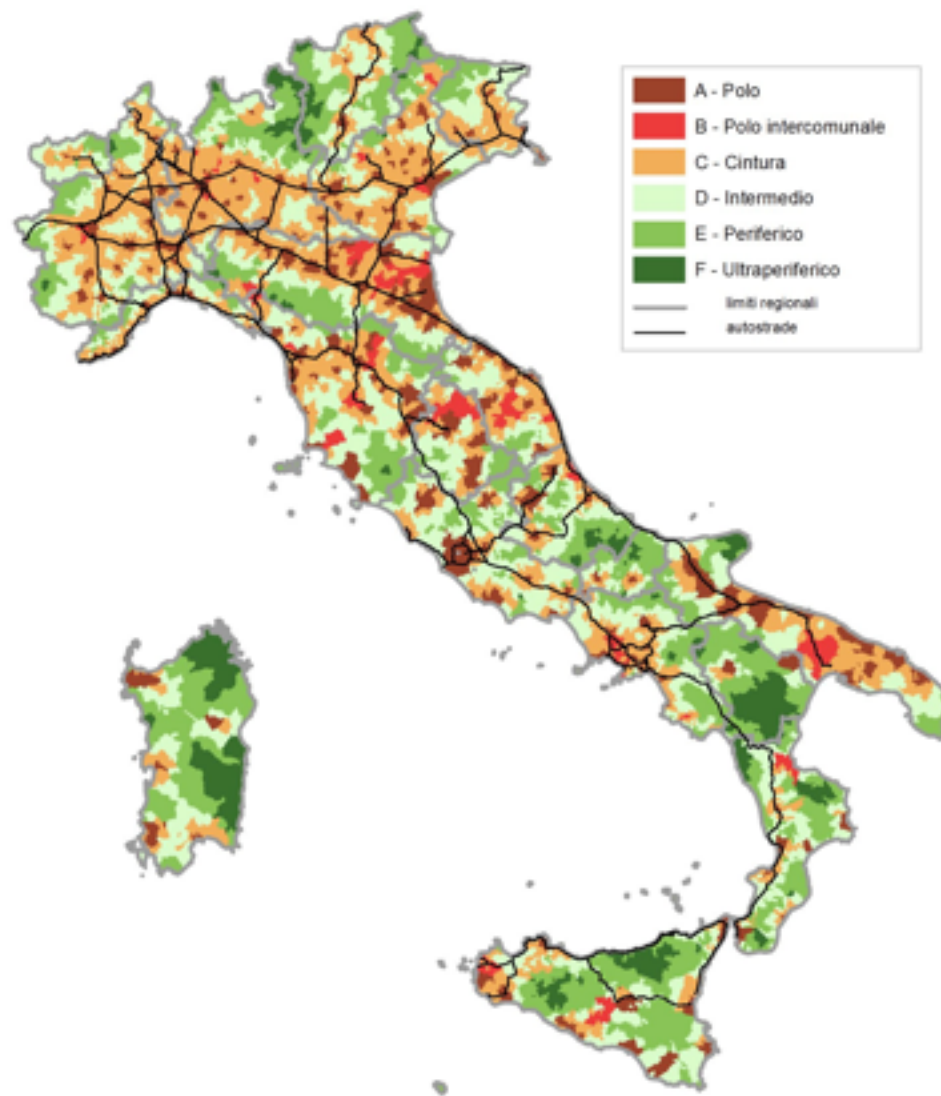 A - Polo
B - Polo intercomunale
C - Cintura
D - Intermedio
E - Periferico
F - Ultraperiferico
limiti regionali
autostrade